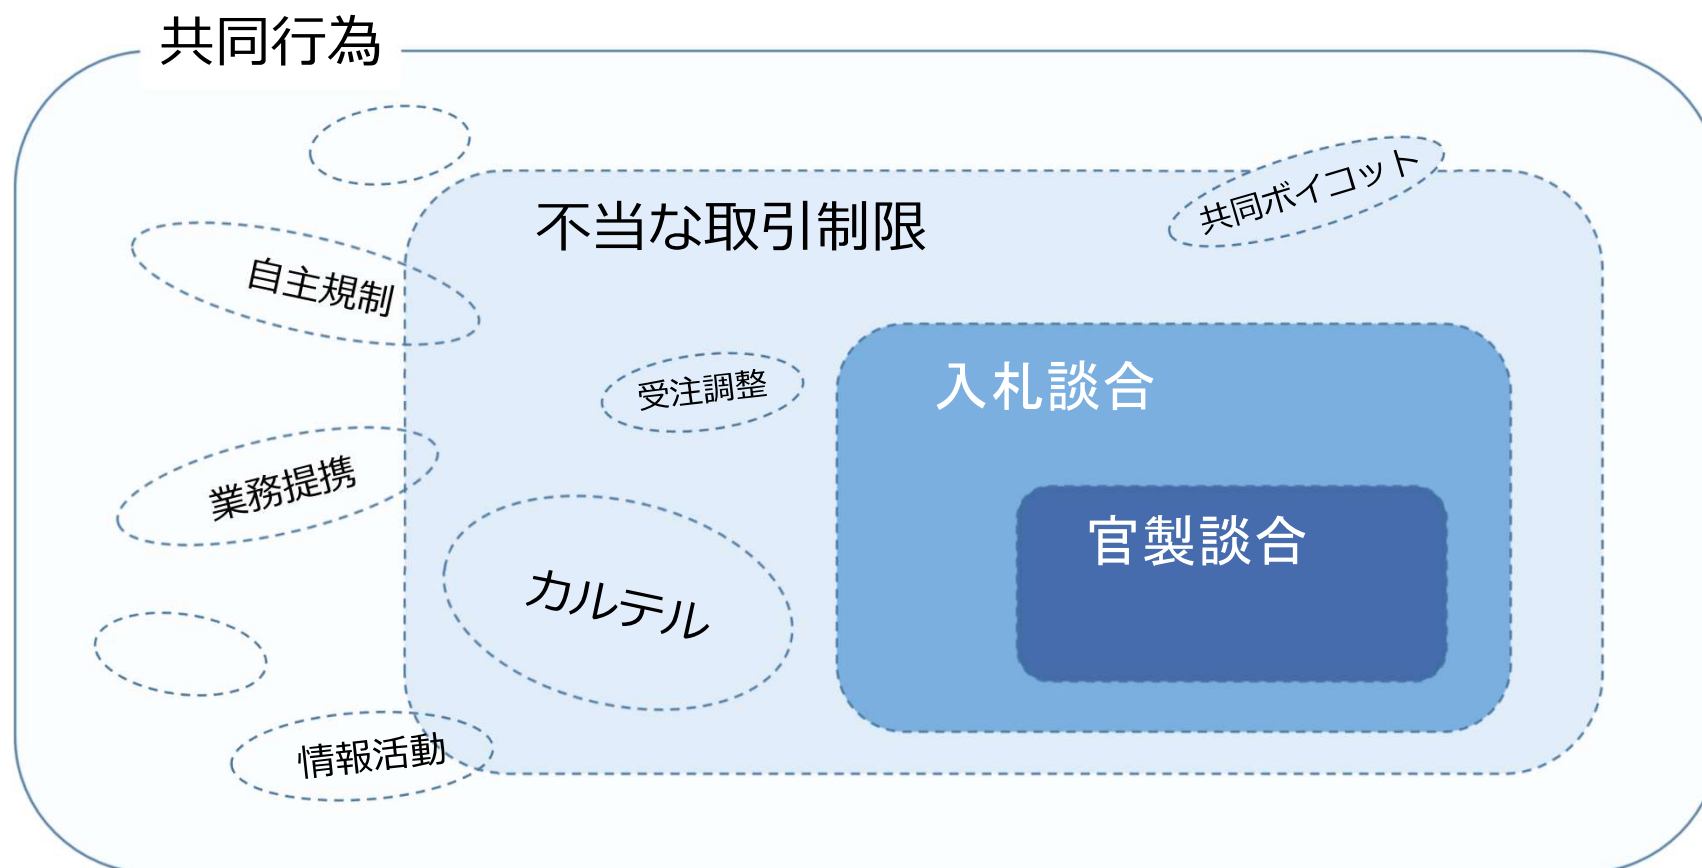 共同行為
共同ボイコット
不当な取引制限
自主規制
受注調整
入札談合
業務提携
官製談合
カルテル
情報活動